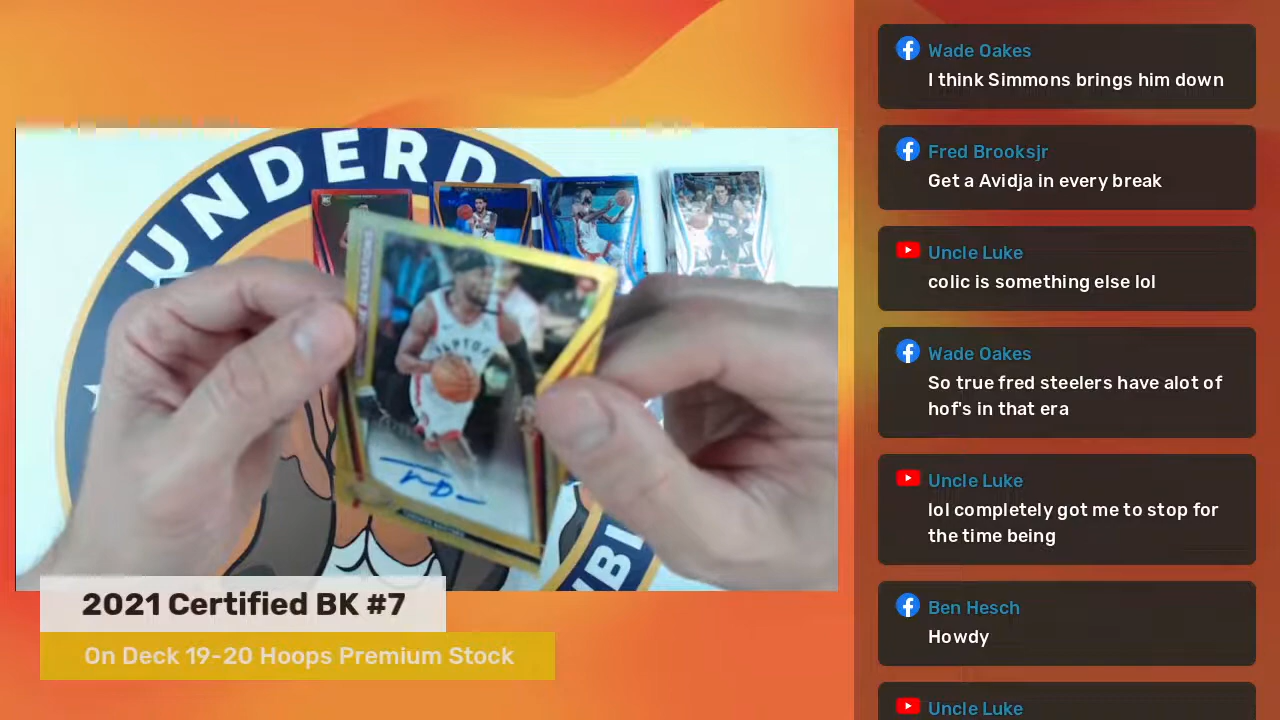 UNDERD
RAPTO
UBI
2021 Certified BK #7
On Deck 19-20 Hoops Premium Stock
Wade Oakes
I think Simmons brings him down
Fred Brooksjr
Get a Avidja in every break
Uncle Luke
colic is something else lol
Wade Oakes
So true fred steelers have alot of
hof's in that era
Uncle Luke
lol completely got me to stop for
the time being
Ben Hesch
Howdy
Uncle Luke